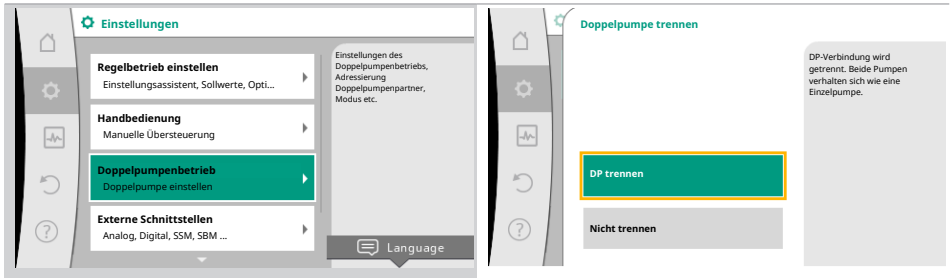 Einstellungen
Regelbetrieb einstellen
Einstellungsassistent, Sollwerte, Opti...
Handbedienung
Manuelle Übersteuerung
Doppelpumpenbetrieb
Doppelpumpe einstellen
Externe Schnittstellen
Analog, Digital, SSM, SBM ...
Einstellungen des
Doppelpumpenbetriebs,
Adressierung
Doppelpumpenpartner,
Modus etc.
Language
?
Doppelpumpe trennen
DP trennen
Nicht trennen
DP-Verbindung wird
getrennt. Beide Pumpen
verhalten sich wie eine
Einzelpumpe.
?